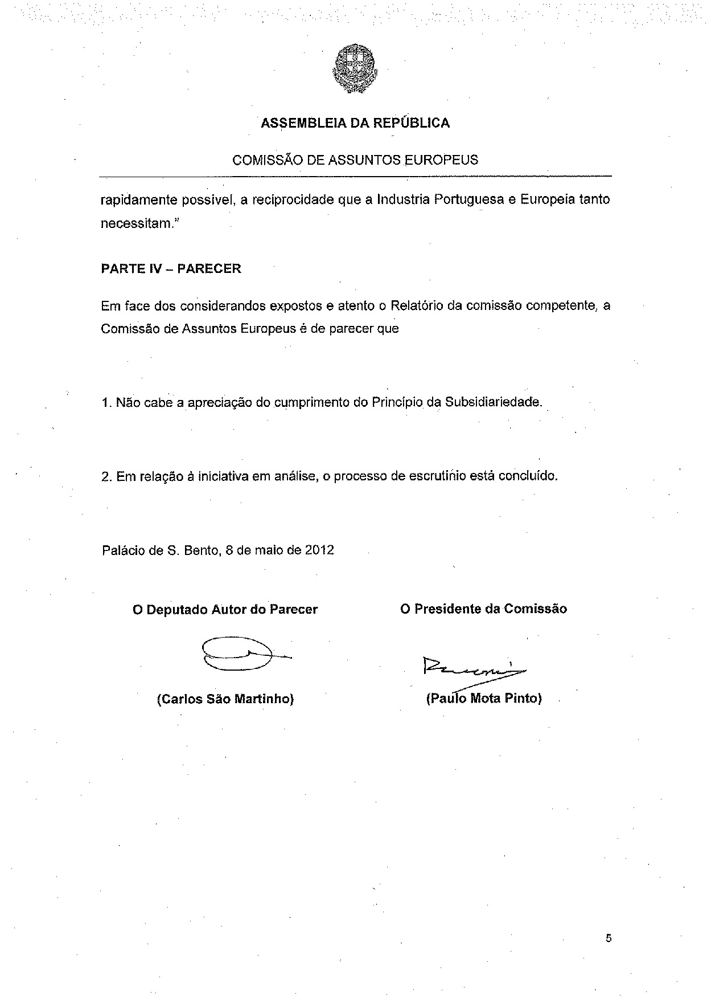 ASSEMBLEIA DA REPÚBLICA
COMISSÃO DE ASSUNTOS EUROPEUS
rapidamente possivel, a reciprocidade que a Industria Portuguesa e Europeia tanto
necessitam.”
PARTE IV – PARECER
Em face dos considerandos expostos e atento o Relatório da comissão competente, a
Comissão de Assuntos Europeus é de parecer que
1. Não cabe a apreciação do cumprimento do Princípio da Subsidiariedade.
2. Em relação à iniciativa em análise, o processo de escrutínio está concluído.
Palácio de S. Bento, 8 de maio de 2012
O Deputado Autor do Parecer O Presidente da Comissão
(Carlos São Martinho) (Paulo Mota Pinto)
5